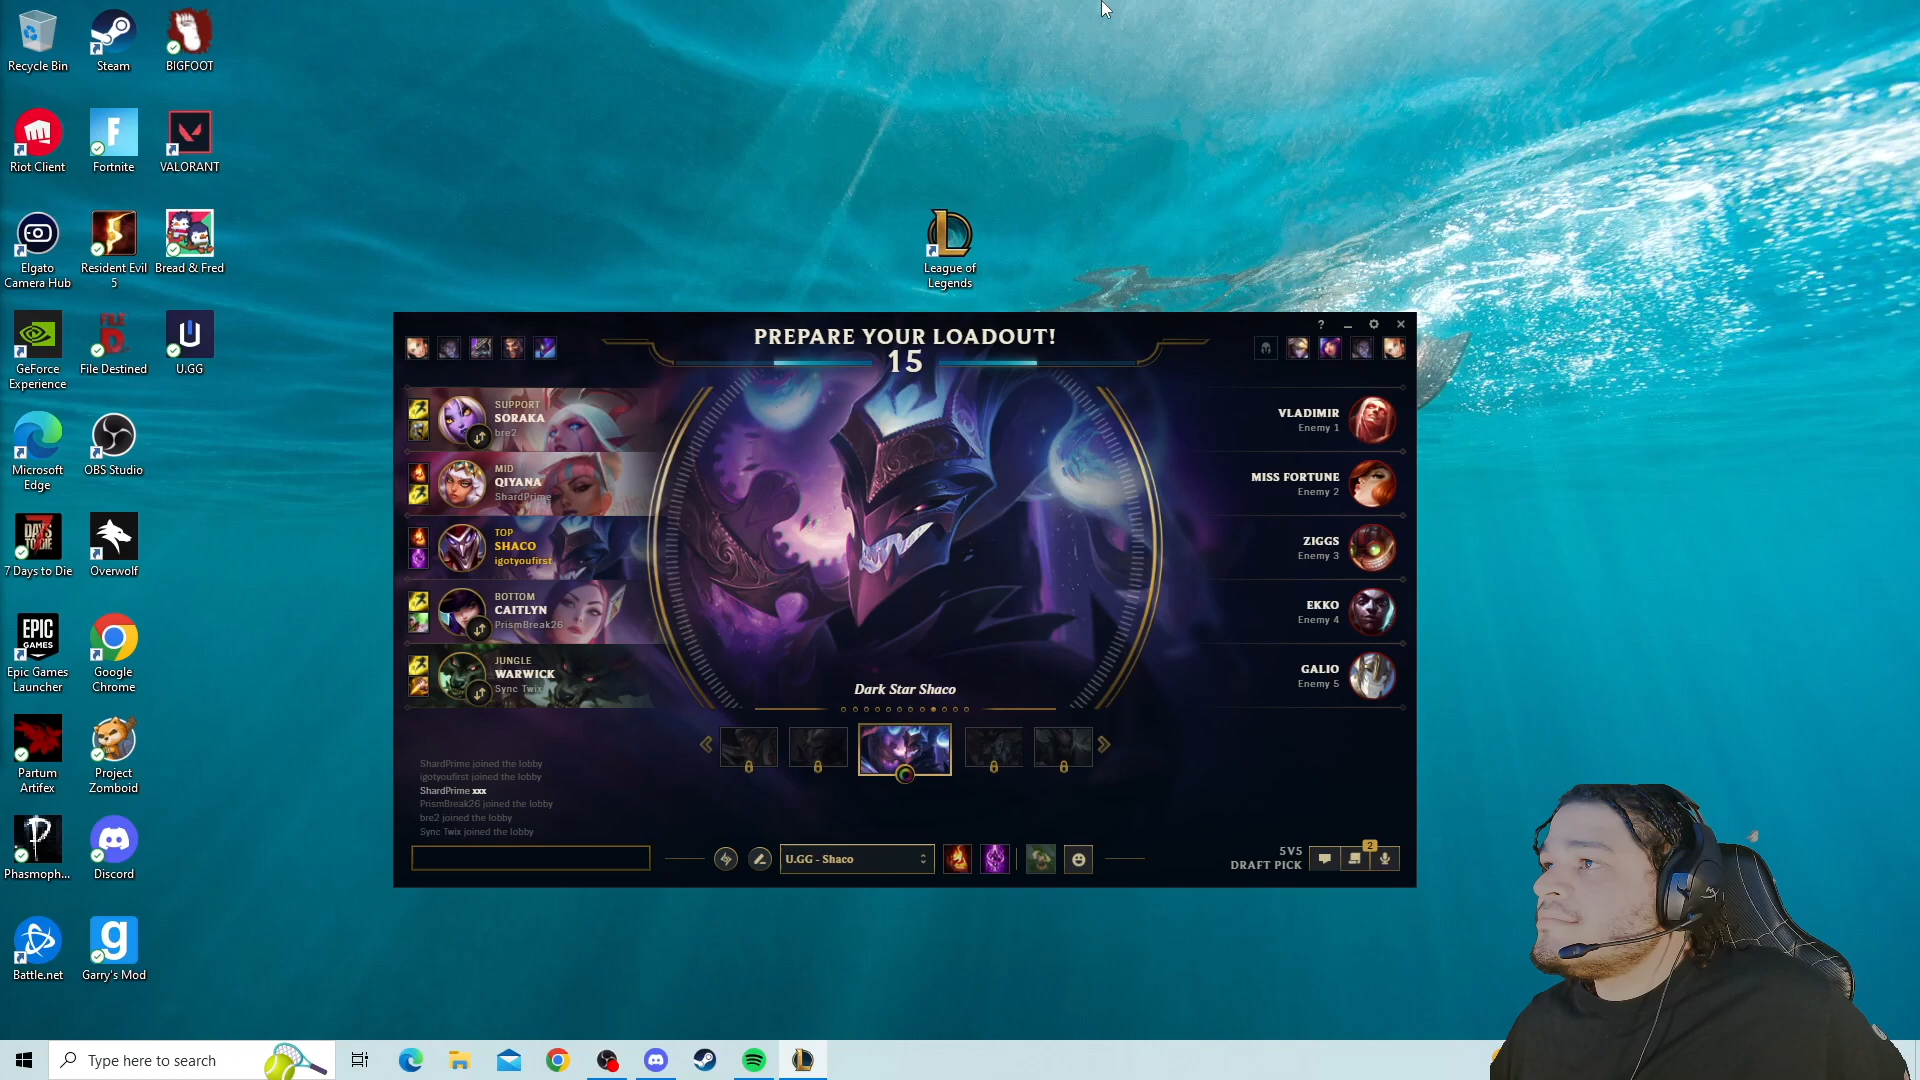 Recycle Bin
Steam
BIGFOOT
Riot Client
Fortnite
VALORANT
Elgato
Camera Hub
Resident Evil
5
Bread & Fred
GeForce
Experience
File Destined
U.GG
Microsoft
Edge
OBS Studio
7 Days to Die
Overwolf
Epic Games
Launcher
Google
Chrome
Partum
Artifex
Project
Zomboid
Phasmoph...
Discord
Battle.net
Garry's Mod
League of
Legends
PREPARE YOUR LOADOUT!
15
SUPPORT
SORAKA
bre2
MID
QIYANA
ShardPrime
TOP
SHACO
igotyoufirst
BOTTOM
CAITLYN
PrismBreak26
JUNGLE
WARWICK
Sync Twix
VLADIMIR
Enemy 1
MISS FORTUNE
Enemy 2
ZIGGS
Enemy 3
EKKO
Enemy 4
GALIO
Enemy 5
Dark Star Shaco
ShardPrime joined the lobby
igotyoufirst joined the lobby
ShardPrime xxx
PrismBreak26 joined the lobby
bre2 joined the lobby
Sync Twix joined the lobby
U.GG - Shaco
5V5
DRAFT PICK
2
Type here to search